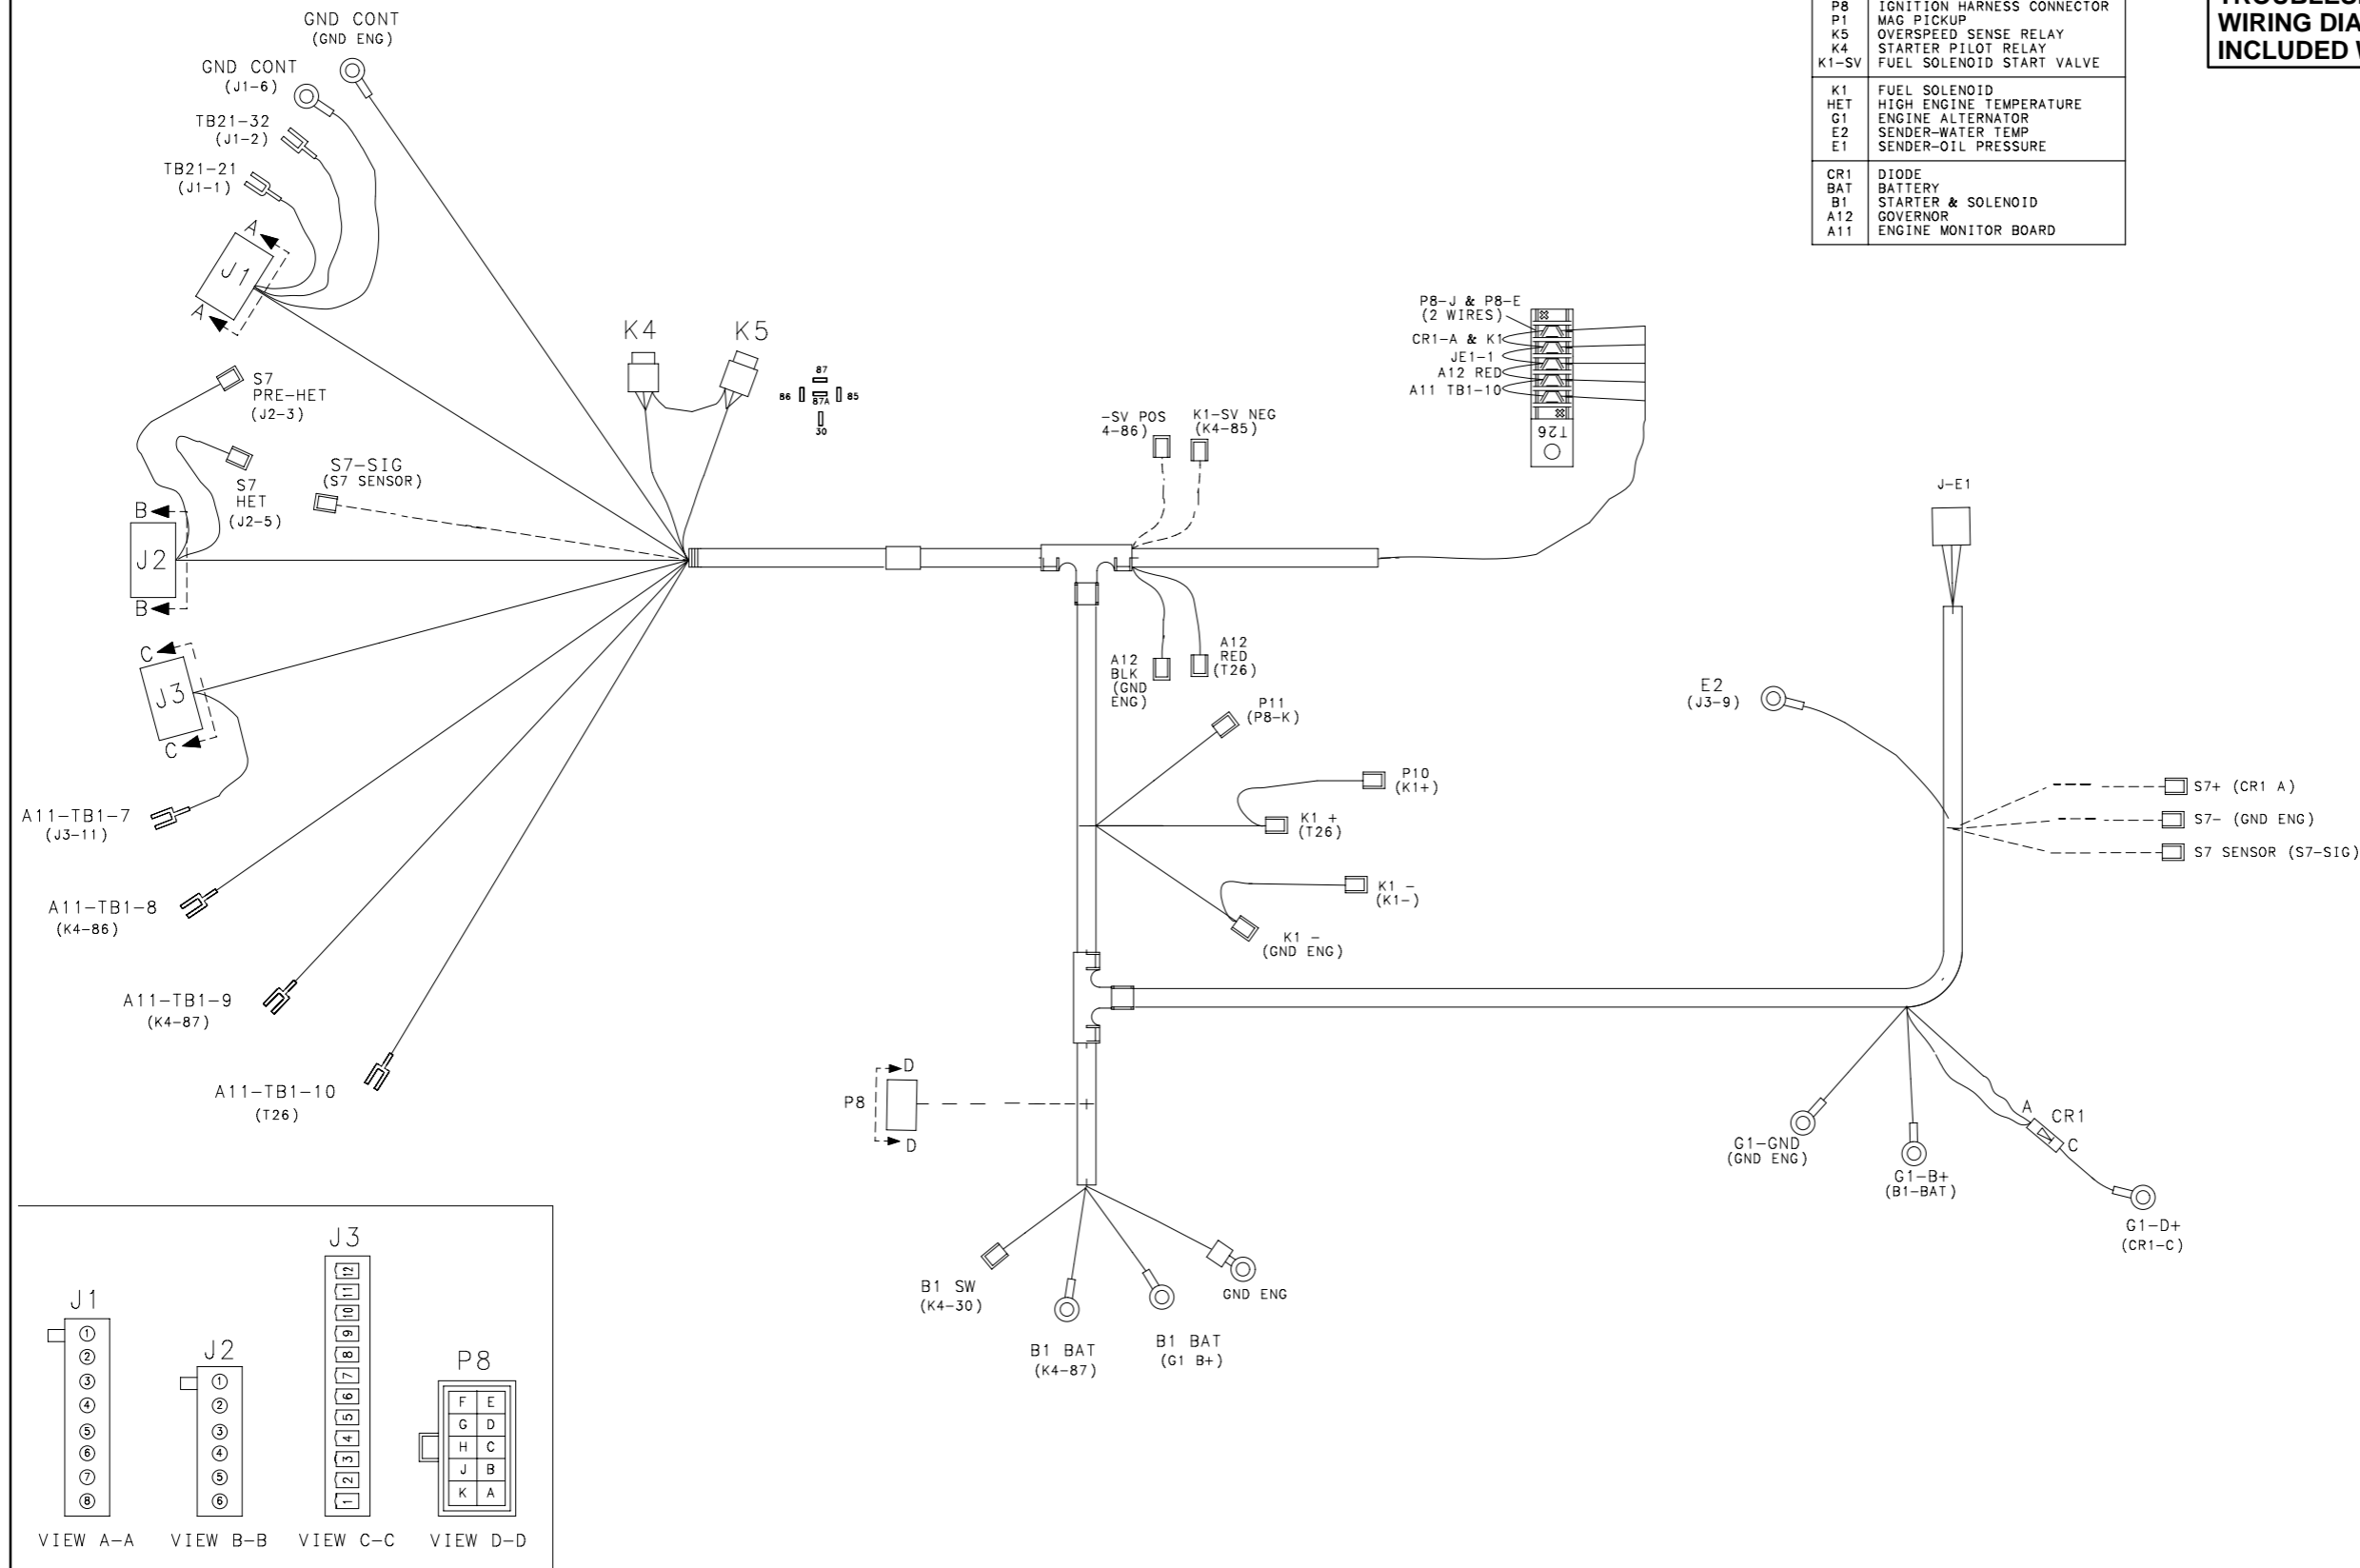 GND CONT
(GND ENG)
GND CONT
(J1-6)
TB21-32
(J1-2)
TB21-21
(J1-1)
A
J1
A
P8 IGNITION HARNESS CONNECTOR
P1 MAG PICKUP
K5 OVERSPEED SENSE RELAY
K4 STARTER PILOT RELAY
K1-SV FUEL SOLENOID START VALVE
K1 FUEL SOLENOID
HET HIGH ENGINE TEMPERATURE
G1 ENGINE ALTERNATOR
E2 SENDER-WATER TEMP
E1 SENDER-OIL PRESSURE
CR1 DIODE
BAT BATTERY
B1 STARTER & SOLENOID
A12 GOVERNOR
A11 ENGINE MONITOR BOARD
WIRING DIA
INCLUDED W
K4
K5
87
86
87A
85
30
P8-J & P8-E
(2 WIRES)
CR1-A & K1
JE1-1
A12 RED
A11 TB1-10
T26
S7
PRE-HET
(J2-3)
S7
HET
(J2-5)
S7-SIG
(S7 SENSOR)
-SV POS
4-86)
K1-SV NEG
(K4-85)
B
J2
B
J-E1
C
J3
C
A12
BLK
(GND
ENG)
A12
RED
(T26)
P11
(P8-K)
P10
(K1+)
K1 +
(T26)
K1 -
(K1-)
K1 -
(GND ENG)
E2
(J3-9)
S7+ (CR1 A)
S7- (GND ENG)
S7 SENSOR (S7-SIG)
A11-TB1-7
(J3-11)
A11-TB1-8
(K4-86)
A11-TB1-9
(K4-87)
A11-TB1-10
(T26)
D
P8
D
G1-GND
(GND ENG)
G1-B+
(B1-BAT)
A
CR1
C
G1-D+
(CR1-C)
B1 SW
(K4-30)
B1 BAT
(K4-87)
B1 BAT
(G1 B+)
GND ENG
J1
1
2
3
4
5
6
7
8
VIEW A-A
J2
1
2
3
4
5
6
VIEW B-B
J3
12
11
10
9
8
7
6
5
4
3
2
1
VIEW C-C
P8
F E
G D
H C
J B
K A
VIEW D-D